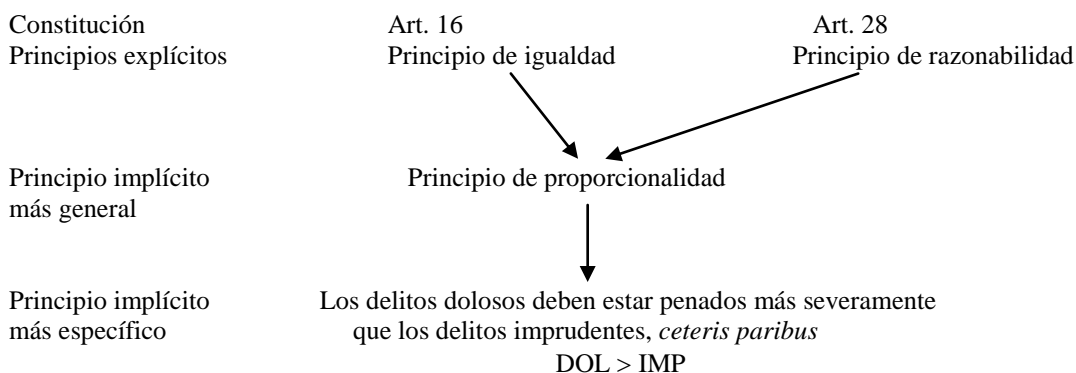 Constitución Art. 16 Art. 28
Principios explícitos Principio de igualdad Principio de razonabilidad
Principio implícito Principio de proporcionalidad
más general
Principio implícito Los delitos dolosos deben estar penados más severamente
más específico que los delitos imprudentes, ceteris paribus
DOL > IMP